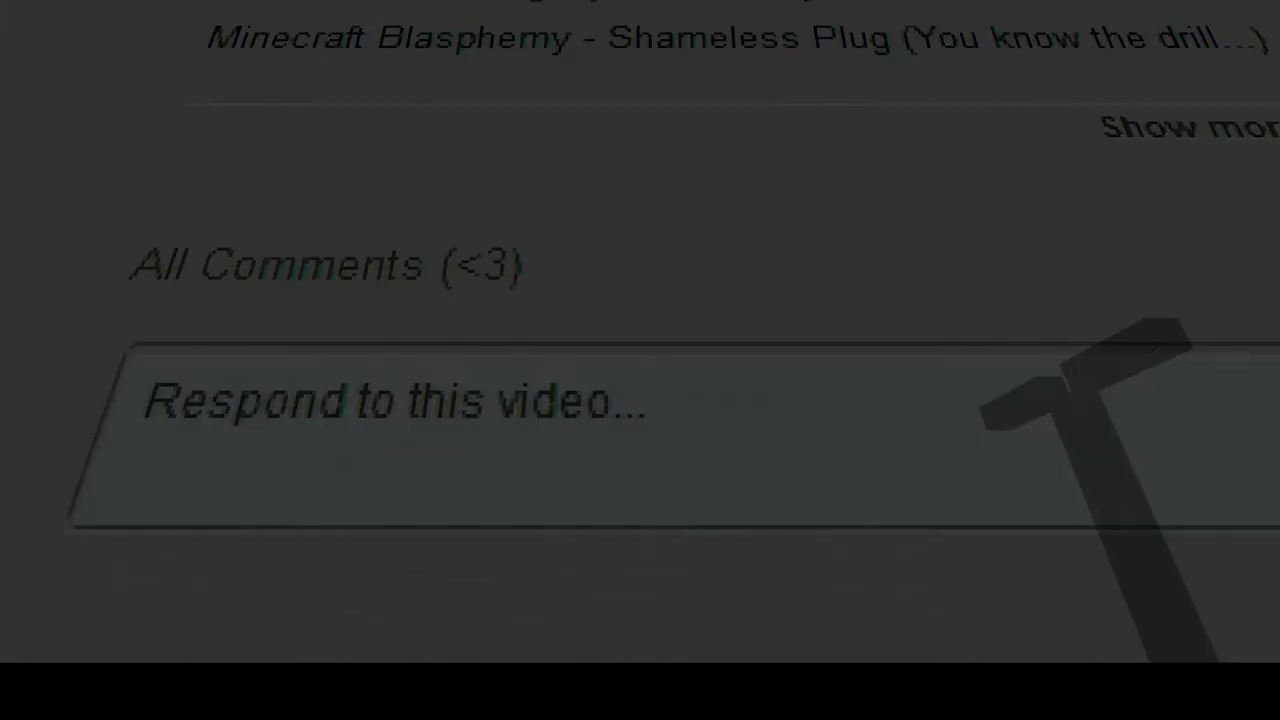 Minecraft Blasphemy - Shameless Plug (You know the drill...)
Show mor
All Comments (<3)
Respond to this video...